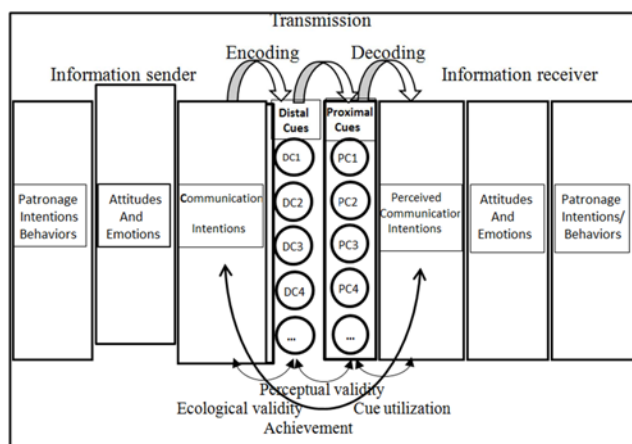 Transmission
Encoding
Decoding
Information sender
Information receiver
Distal
Cues
Proximal
Cues
Patronage
Intentions
Behaviors
Attitudes
And
Emotions
Communication
Intentions
DC1
DC2
DC3
DC4
...
PC1
PC2
PC3
PC4
...
Perceived
Communication
Intentions
Attitudes
And
Emotions
Patronage
Intentions/
Behaviors
Perceptual validity
Ecological validity
Cue utilization
Achievement